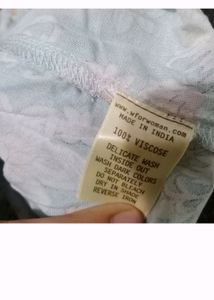 www.wforwoman.com
MADE IN INDIA
100% VISCOSE
DELICATE WASH
INSIDE OUT
WASH DARK COLORS
SEPARATELY
DO NOT BLEACH
DRY IN SHADE
REVERSE IRON